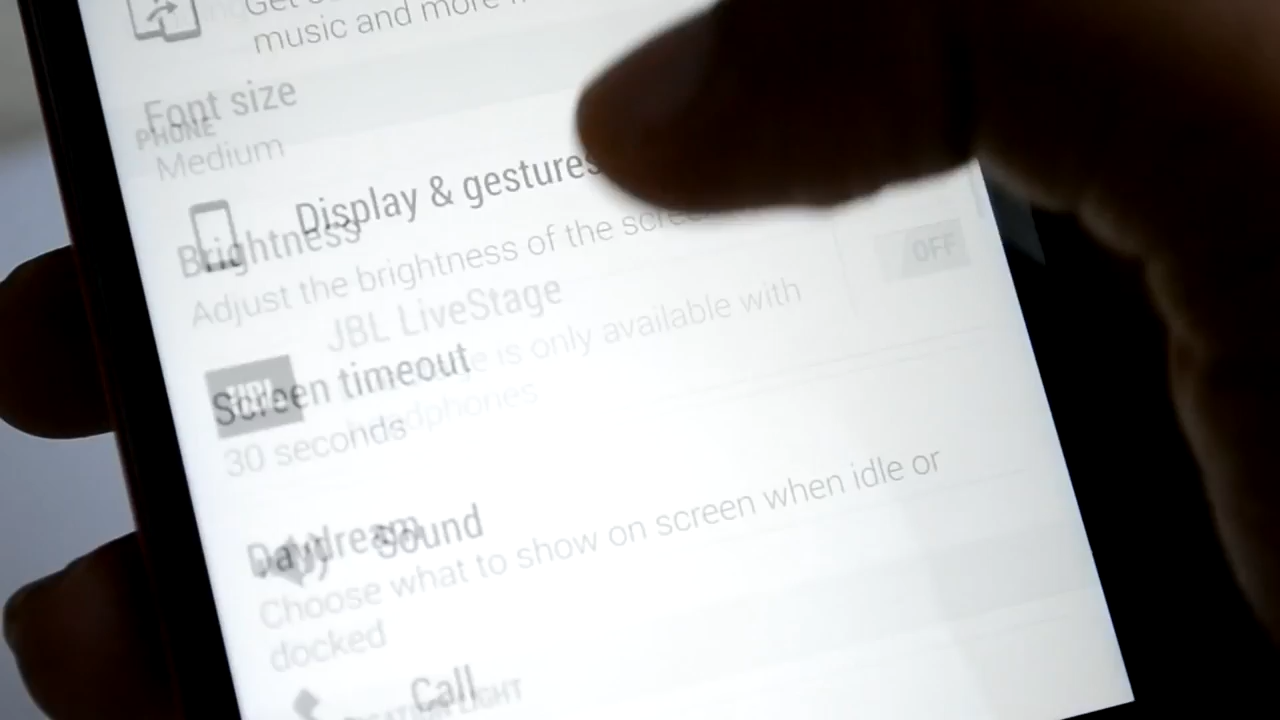 music and more
Font size
PHONE
Medium
Display & gestures
Brightness
Adjust the brightness of the
OFF
JBL LiveStage
is only available with
Screen timeout
headphones
30 seconds
Sound
Daydream
Choose what to show on screen when idle or
docked
Call
LIGHT